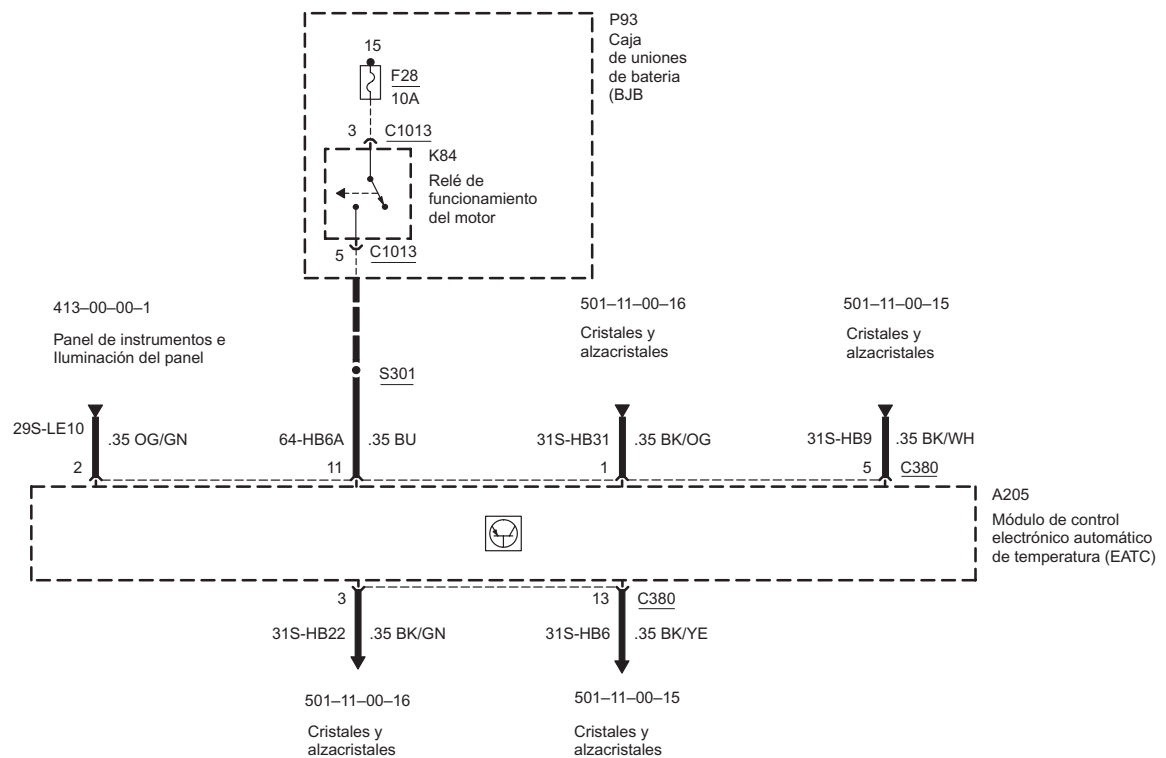 P93
Caja
de uniones
de bateria
(BJB
15
F28
10A
3 C1013
K84
Relé de
funcionamiento
del motor
5 C1013
413–00–00–1
Panel de instrumentos e
Iluminación del panel
501–11–00–16
Cristales y
alzacristales
501–11–00–15
Cristales y
alzacristales
S301
29S-LE10 .35 OG/GN
64-HB6A .35 BU
31S-HB31 .35 BK/OG
31S-HB9 .35 BK/WH
2 11 1 5 C380
A205
Módulo de control
electrónico automático
de temperatura (EATC)
3 13 C380
31S-HB22 .35 BK/GN
31S-HB6 .35 BK/YE
501–11–00–16
Cristales y
alzacristales
501–11–00–15
Cristales y
alzacristales